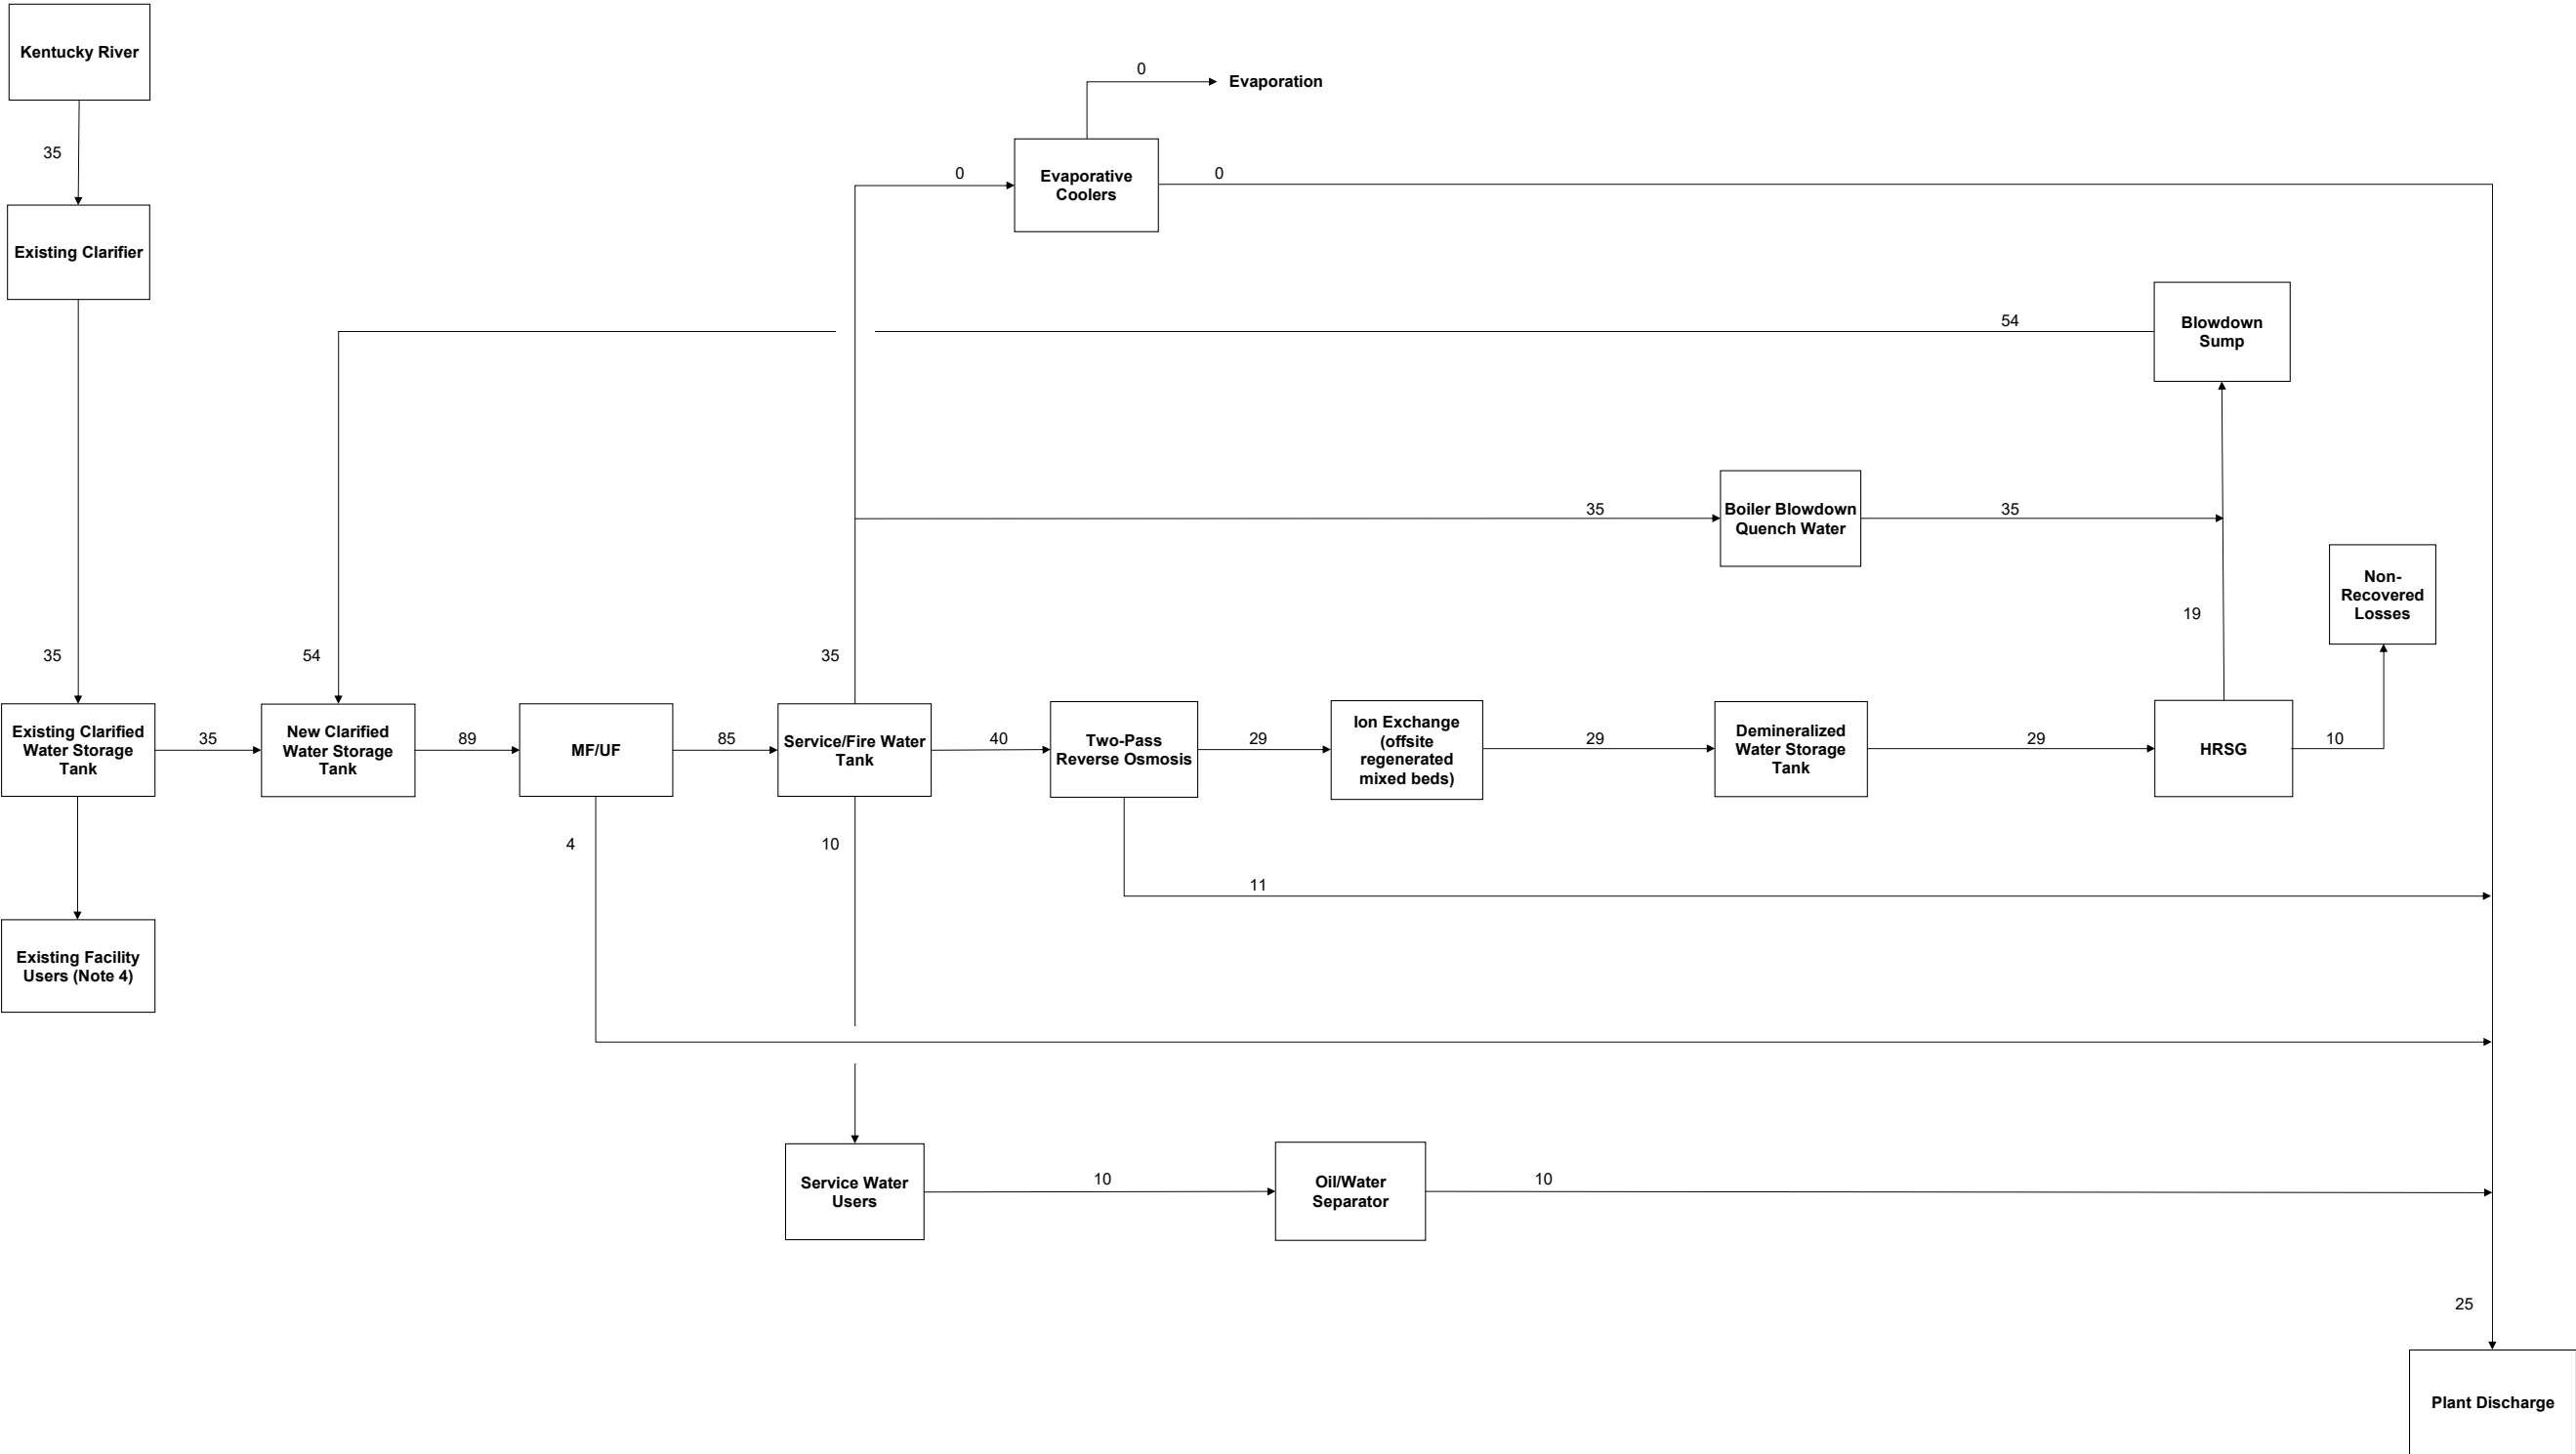 Kentucky River
0
Evaporation
35
0
Evaporative
Coolers
0
Existing Clarifier
54
Blowdown
Sump
35
Boiler Blowdown
Quench Water
35
Non-
Recovered
Losses
19
35
54
35
Existing Clarified
Water Storage
Tank
35
New Clarified
Water Storage
Tank
89
MF/UF
85
Service/Fire Water
Tank
40
Two-Pass
Reverse Osmosis
29
Ion Exchange
(offsite
regenerated
mixed beds)
29
Demineralized
Water Storage
Tank
29
HRSG
10
4
10
11
Existing Facility
Users (Note 4)
Service Water
Users
10
Oil/Water
Separator
10
25
Plant Discharge